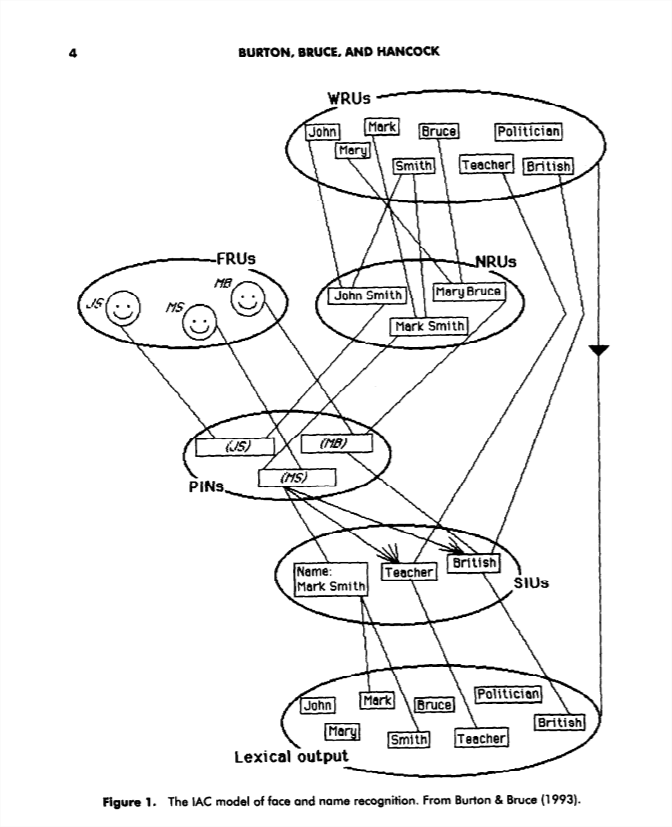 4
BURTON, BRUCE, AND HANCOCK
WRUs
John
Mark
Bruce
Politician
Mary
Smith
Teacher
British
FRUs
NRUs
JS
MS
MB
John Smith
Mary Bruce
Mark Smith
(JS)
(MB)
(MS)
PINs
Name:
Mark Smith
Teacher
British
SIUs
John
Mark
Bruce
Politician
Mary
Smith
Teacher
British
Lexical output
Figure 1. The IAC model of face and name recognition. From Burton & Bruce (1993).